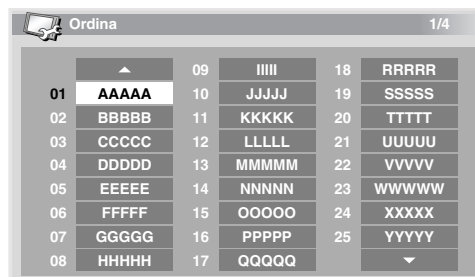 Ordina 1/4
09 IIIII 18 RRRRR
01 AAAAA 10 JJJJJ 19 SSSSS
02 BBBBB 11 KKKKK 20 TTTTT
03 CCCCC 12 LLLLL 21 UUUUU
04 DDDDD 13 MMMMM 22 VVVVV
05 EEEEE 14 NNNNN 23 WWWWW
06 FFFFF 15 OOOOO 24 XXXXX
07 GGGGG 16 PPPPP 25 YYYYY
08 HHHHH 17 QQQQQ